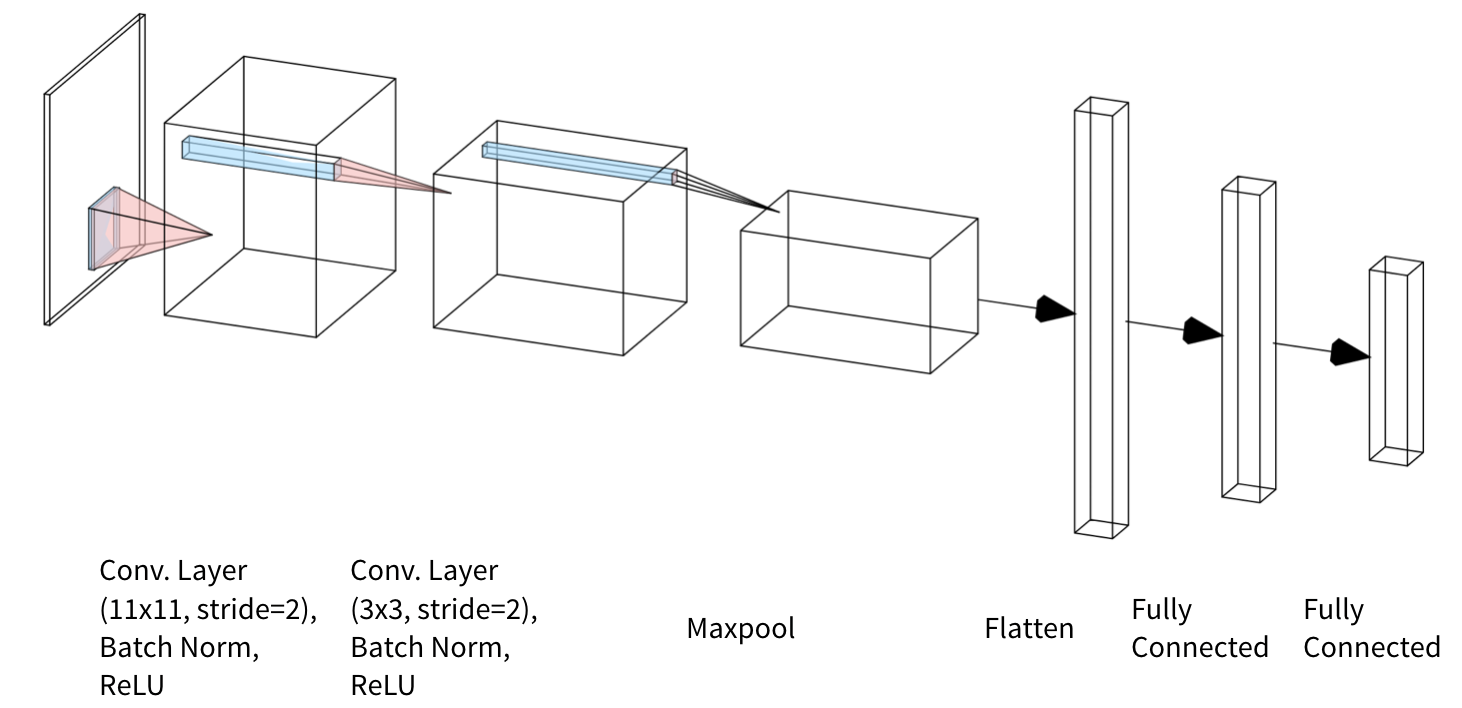 Conv. Layer
(11x11, stride=2),
Batch Norm,
ReLU
Conv. Layer
(3x3, stride=2),
Batch Norm,
ReLU
Maxpool
Flatten
Fully
Connected
Fully
Connected